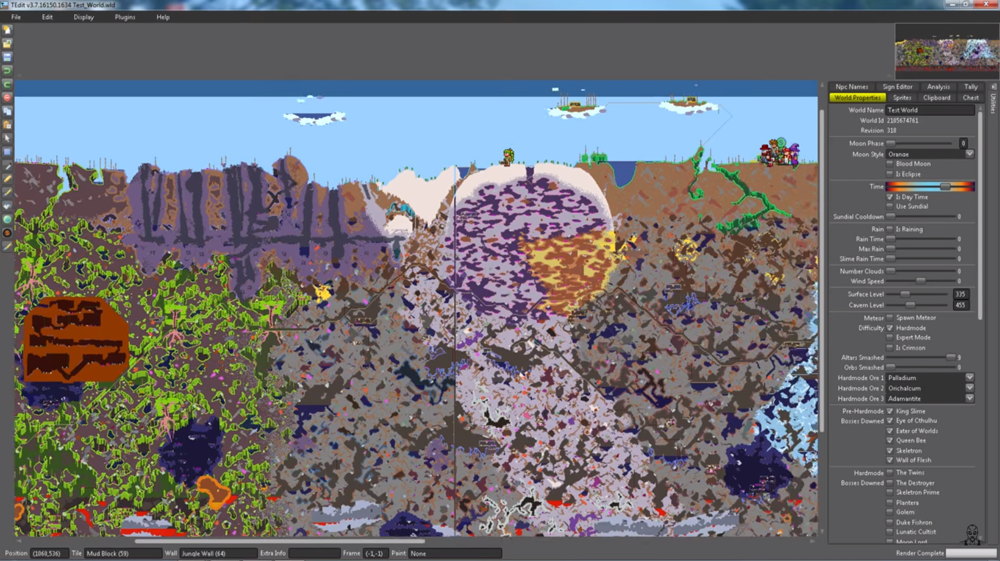 TEdit v3.7.16150.1634 Test_World.wld
File Edit Display Plugins Help
Npc Names Sign Editor Analysis Tally
World Properties Sprites Clipboard Chest
Utilities
World Name Test World
World Id 2105674761
Revision 318
Moon Phase 0
Moon Style Orange
Blood Moon
Is Eclipse
Time
Is Day Time
Use Sundial
Sundial Cooldown 0
Rain Is Raining
Rain Time 0
Max Rain 0
Slime Rain Time 0
Number Clouds 0
Wind Speed 0
Surface Level 335
Cavern Level 455
Meteor Spawn Meteor
Difficulty Hardmode
Expert Mode
Is Crimson
Altars Smashed 9
Orbs Smashed 0
Hardmode Ore 1 Palladium
Hardmode Ore 2 Orichalcum
Hardmode Ore 3 Adamantite
Pre-Hardmode King Slime
Bosses Downed Eye of Cthulhu
Eater of Worlds
Queen Bee
Skeletron
Wall of Flesh
Hardmode The Twins
Bosses Downed The Destroyer
Skeletron Prime
Plantera
Golem
Duke Fishron
Lunatic Cultist
Moon Lord
Position (1060,536) Tile Mud Block (59) Wall Jungle Wall (64) Extra Info Frame (-1,-1) Paint None Render Complete